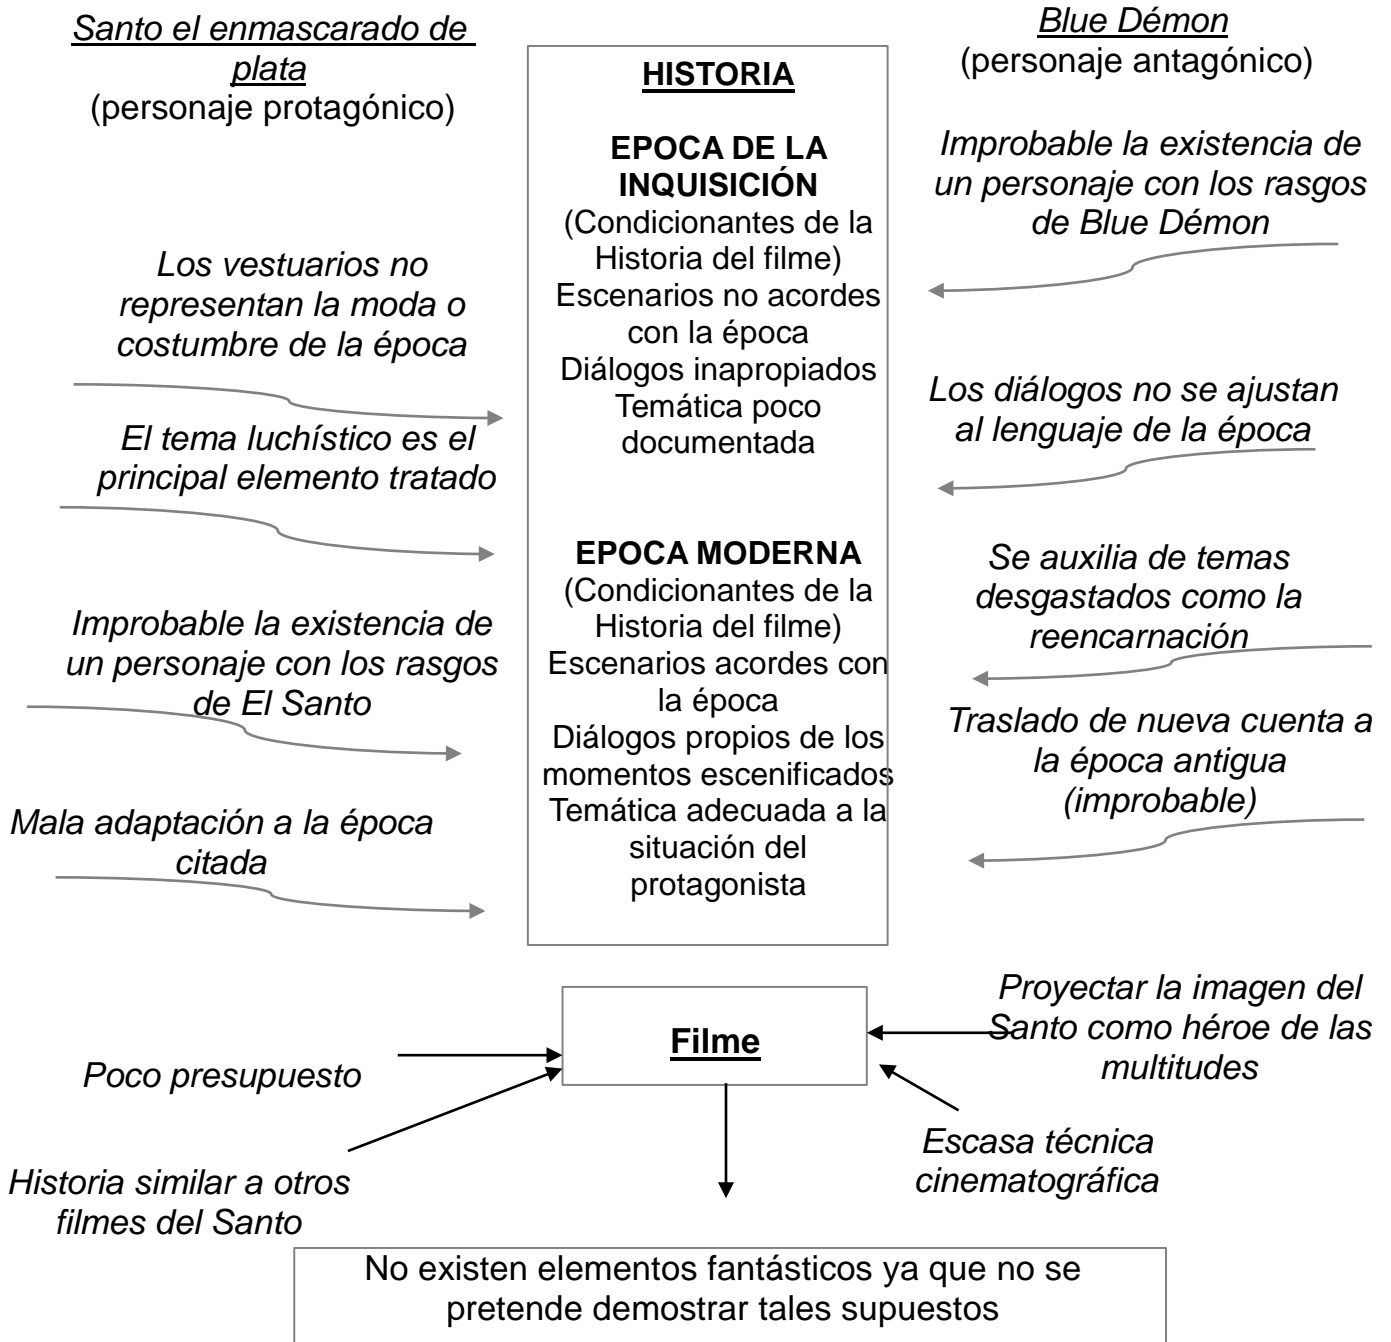 Santo el enmascarado de
plata
(personaje protagónico)
Los vestuarios no
representan la moda o
costumbre de la época
El tema luchístico es el
principal elemento tratado
Improbable la existencia de
un personaje con los rasgos
de El Santo
Mala adaptación a la época
citada
HISTORIA
EPOCA DE LA
INQUISICIÓN
(Condicionantes de la
Historia del filme)
Escenarios no acordes
con la época
Diálogos inapropiados
Temática poco
documentada
EPOCA MODERNA
(Condicionantes de la
Historia del filme)
Escenarios acordes con
la época
Diálogos propios de los
momentos escenificados
Temática adecuada a la
situación del
protagonista
Blue Démon
(personaje antagónico)
Improbable la existencia de
un personaje con los rasgos
de Blue Démon
Los diálogos no se ajustan
al lenguaje de la época
Se auxilia de temas
desgastados como la
reencarnación
Traslado de nueva cuenta a
la época antigua
(improbable)
Filme
Poco presupuesto
Historia similar a otros
filmes del Santo
Proyectar la imagen del
Santo como héroe de las
multitudes
Escasa técnica
cinematográfica
No existen elementos fantásticos ya que no se
pretende demostrar tales supuestos